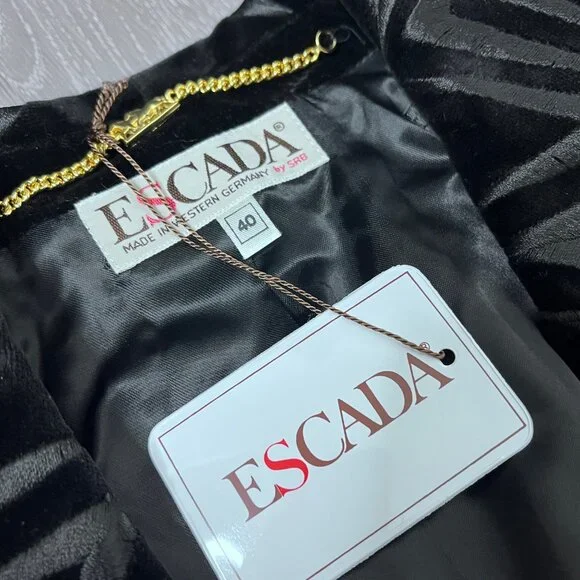 ESCADA®
MADE IN WESTERN GERMANY by SRB
40
ESCADA®